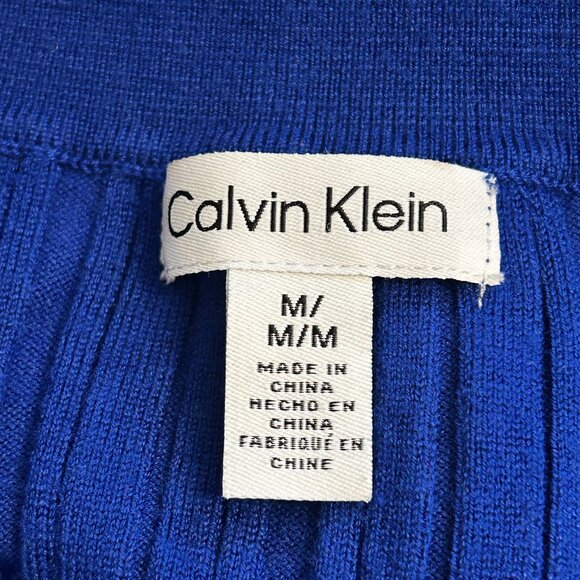 Calvin Klein
M/
M/M
MADE IN
CHINA
HECHO EN
CHINA
FABRIQUÉ EN
CHINE